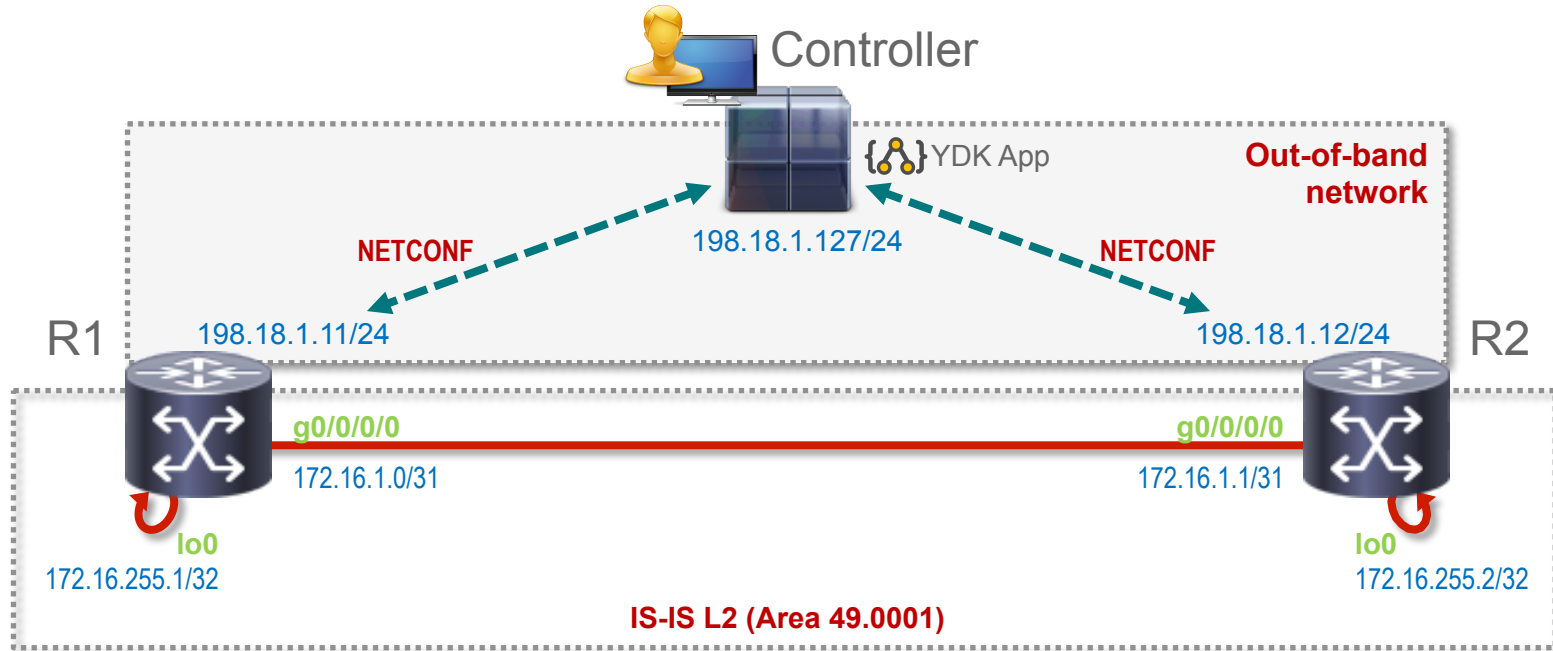 Controller
{ } YDK App
Out-of-band
network
198.18.1.127/24
NETCONF
NETCONF
R1
198.18.1.11/24
198.18.1.12/24
R2
g0/0/0/0
g0/0/0/0
172.16.1.0/31
172.16.1.1/31
lo0
lo0
172.16.255.1/32
172.16.255.2/32
IS-IS L2 (Area 49.0001)